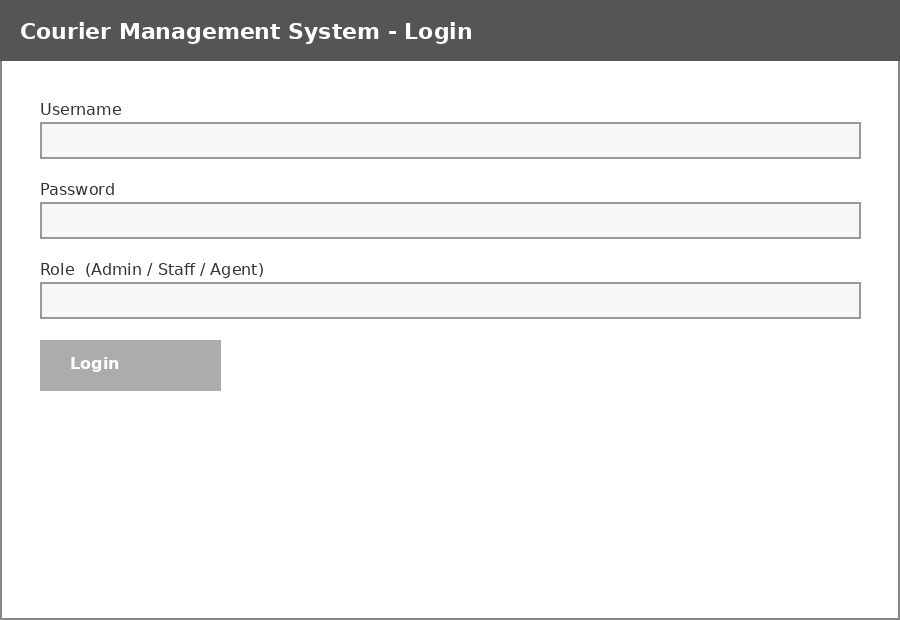 Courier Management System - Login
Username
Password
Role  (Admin / Staff / Agent)
Login